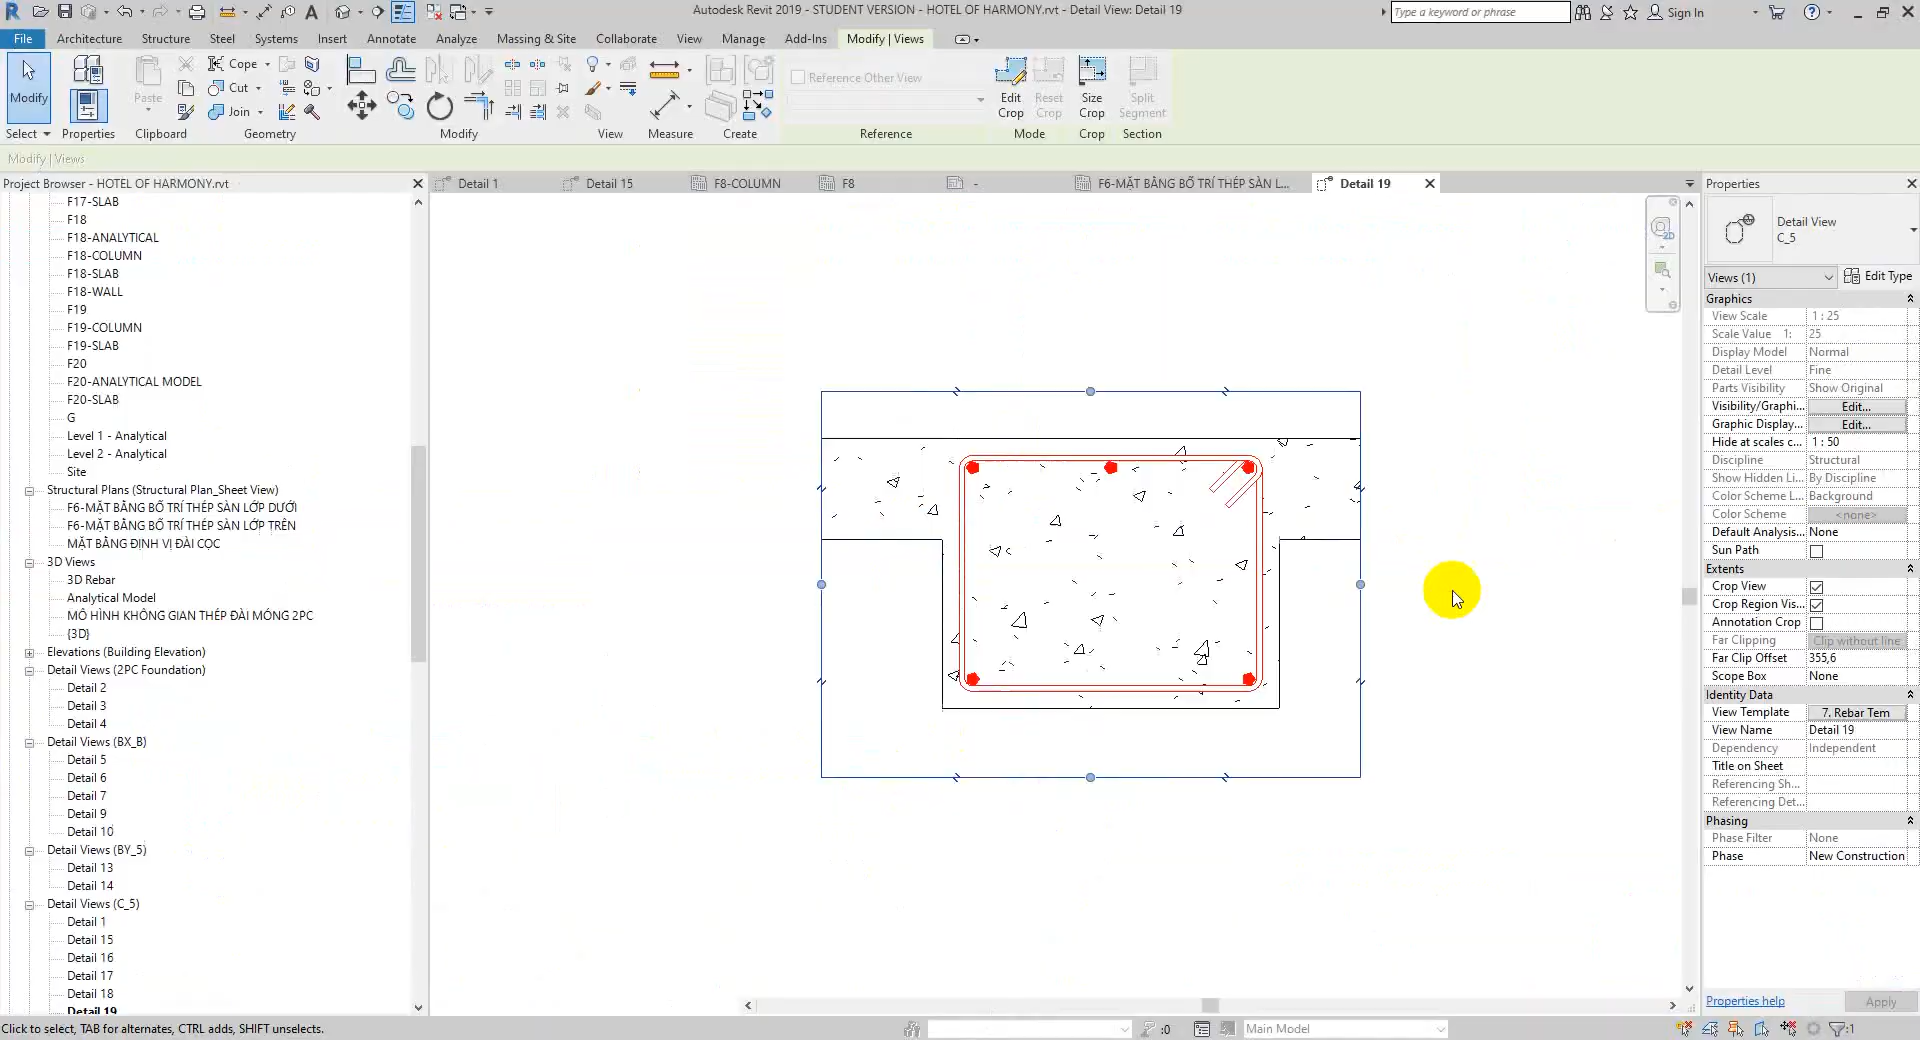 Autodesk Revit 2019 - STUDENT VERSION - HOTEL OF HARMONY.rvt - Detail View: Detail 19
Type a keyword or phrase
Sign In
File
Architecture
Structure
Steel
Systems
Insert
Annotate
Analyze
Massing & Site
Collaborate
View
Manage
Add-Ins
Modify | Views
Modify
Paste
Cope
Cut
Join
Reference Other View
Edit Crop
Reset Crop
Size Crop
Split Segment
Select
Properties
Clipboard
Geometry
Modify
View
Measure
Create
Reference
Mode
Crop
Section
Modify | Views
Project Browser - HOTEL OF HARMONY.rvt
F17-SLAB
F18
F18-ANALYTICAL
F18-COLUMN
F18-SLAB
F18-WALL
F19
F19-COLUMN
F19-SLAB
F20
F20-ANALYTICAL MODEL
F20-SLAB
G
Level 1 - Analytical
Level 2 - Analytical
Site
Structural Plans (Structural Plan_Sheet View)
F6-MẶT BẰNG BỐ TRÍ THÉP SÀN LỚP DƯỚI
F6-MẶT BẰNG BỐ TRÍ THÉP SÀN LỚP TRÊN
MẶT BẰNG ĐỊNH VỊ ĐÀI CỌC
3D Views
3D Rebar
Analytical Model
MÔ HÌNH KHÔNG GIAN THÉP ĐÀI MÓNG 2PC
{3D}
Elevations (Building Elevation)
Detail Views (2PC Foundation)
Detail 2
Detail 3
Detail 4
Detail Views (BX_B)
Detail 5
Detail 6
Detail 7
Detail 9
Detail 10
Detail Views (BY_5)
Detail 13
Detail 14
Detail Views (C_5)
Detail 1
Detail 15
Detail 16
Detail 17
Detail 18
Detail 19
Detail 1
Detail 15
F8-COLUMN
F8
-
F6-MẶT BẰNG BỐ TRÍ THÉP SÀN L...
Detail 19
2D
Properties
Detail View
C_5
Views (1)
Edit Type
Graphics
View Scale 1 : 25
Scale Value 1: 25
Display Model Normal
Detail Level Fine
Parts Visibility Show Original
Visibility/Graphi... Edit...
Graphic Display... Edit...
Hide at scales c... 1 : 50
Discipline Structural
Show Hidden Li... By Discipline
Color Scheme L... Background
Color Scheme <none>
Default Analysis... None
Sun Path
Extents
Crop View
Crop Region Vis...
Annotation Crop
Far Clipping Clip without line
Far Clip Offset 355,6
Scope Box None
Identity Data
View Template 7. Rebar Tem
View Name Detail 19
Dependency Independent
Title on Sheet
Referencing Sh...
Referencing Det...
Phasing
Phase Filter None
Phase New Construction
Properties help
Apply
Click to select, TAB for alternates, CTRL adds, SHIFT unselects.
:0
Main Model
:1